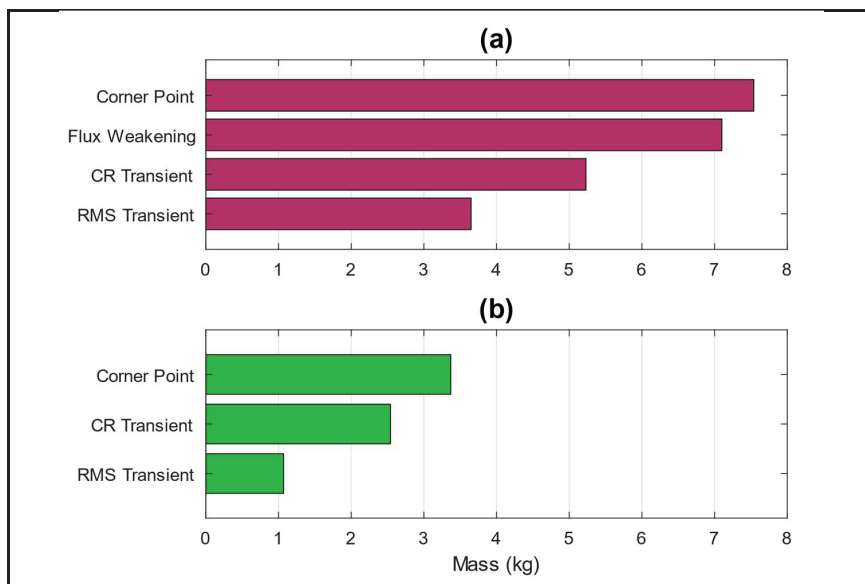 (a)
Corner Point
Flux Weakening
CR Transient
RMS Transient
0 1 2 3 4 5 6 7 8
(b)
Corner Point
CR Transient
RMS Transient
0 1 2 3 4 5 6 7 8
Mass (kg)